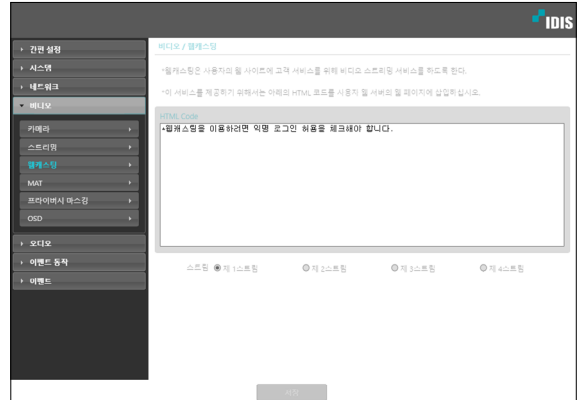 IDIS
간편 설정
시스템
네트워크
비디오
카메라
스트리밍
웹캐스팅
MAT
프라이버시 마스킹
OSD
오디오
이벤트 동작
이벤트
비디오 / 웹캐스팅
*웹캐스팅은 사용자의 웹 사이트에 고객 서비스를 위해 비디오 스트리밍 서비스를 하도록 한다.
*이 서비스를 제공하기 위해서는 아래의 HTML 코드를 사용자 웹 서버의 웹 페이지에 삽입하십시오.
HTML Code
*웹캐스팅을 이용하려면 익명 로그인 허용을 체크해야 합니다.
스트림 제 1스트림 제 2스트림 제 3스트림 제 4스트림
저장